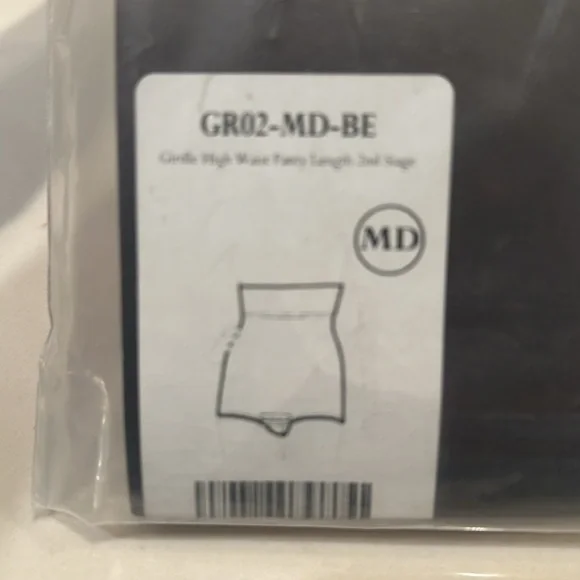 GR02-MD-BE
Girdle High Waist Panty Length 2nd Stage
MD